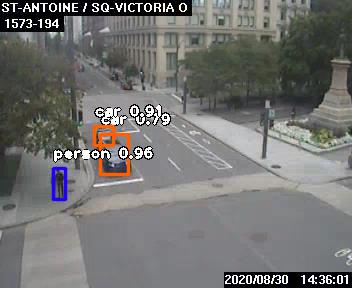 ST-ANTOINE / SQ-VICTORIA O
1573-194
car 0.91
car 0.79
person 0.96
2020/08/30 14:36:01